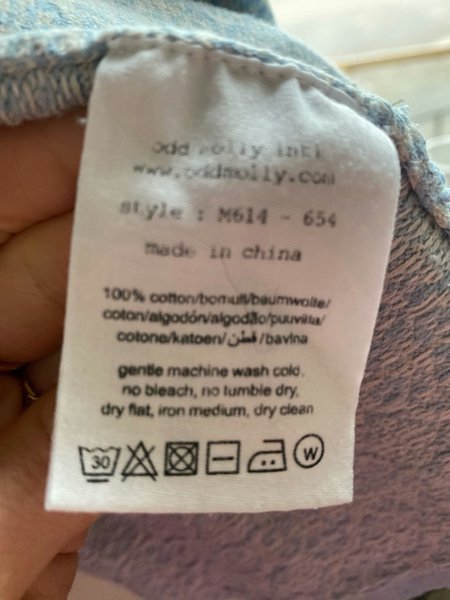 odd molly intl
www.oddmolly.com
style : M614 - 654
made in china
100% cotton/bomull/baumwolle/
coton/algodón/algodão/puuvilla/
cotone/katoen/قطن/bavlna
gentle machine wash cold.
no bleach, no tumble dry,
dry flat, iron medium, dry clean
30 W